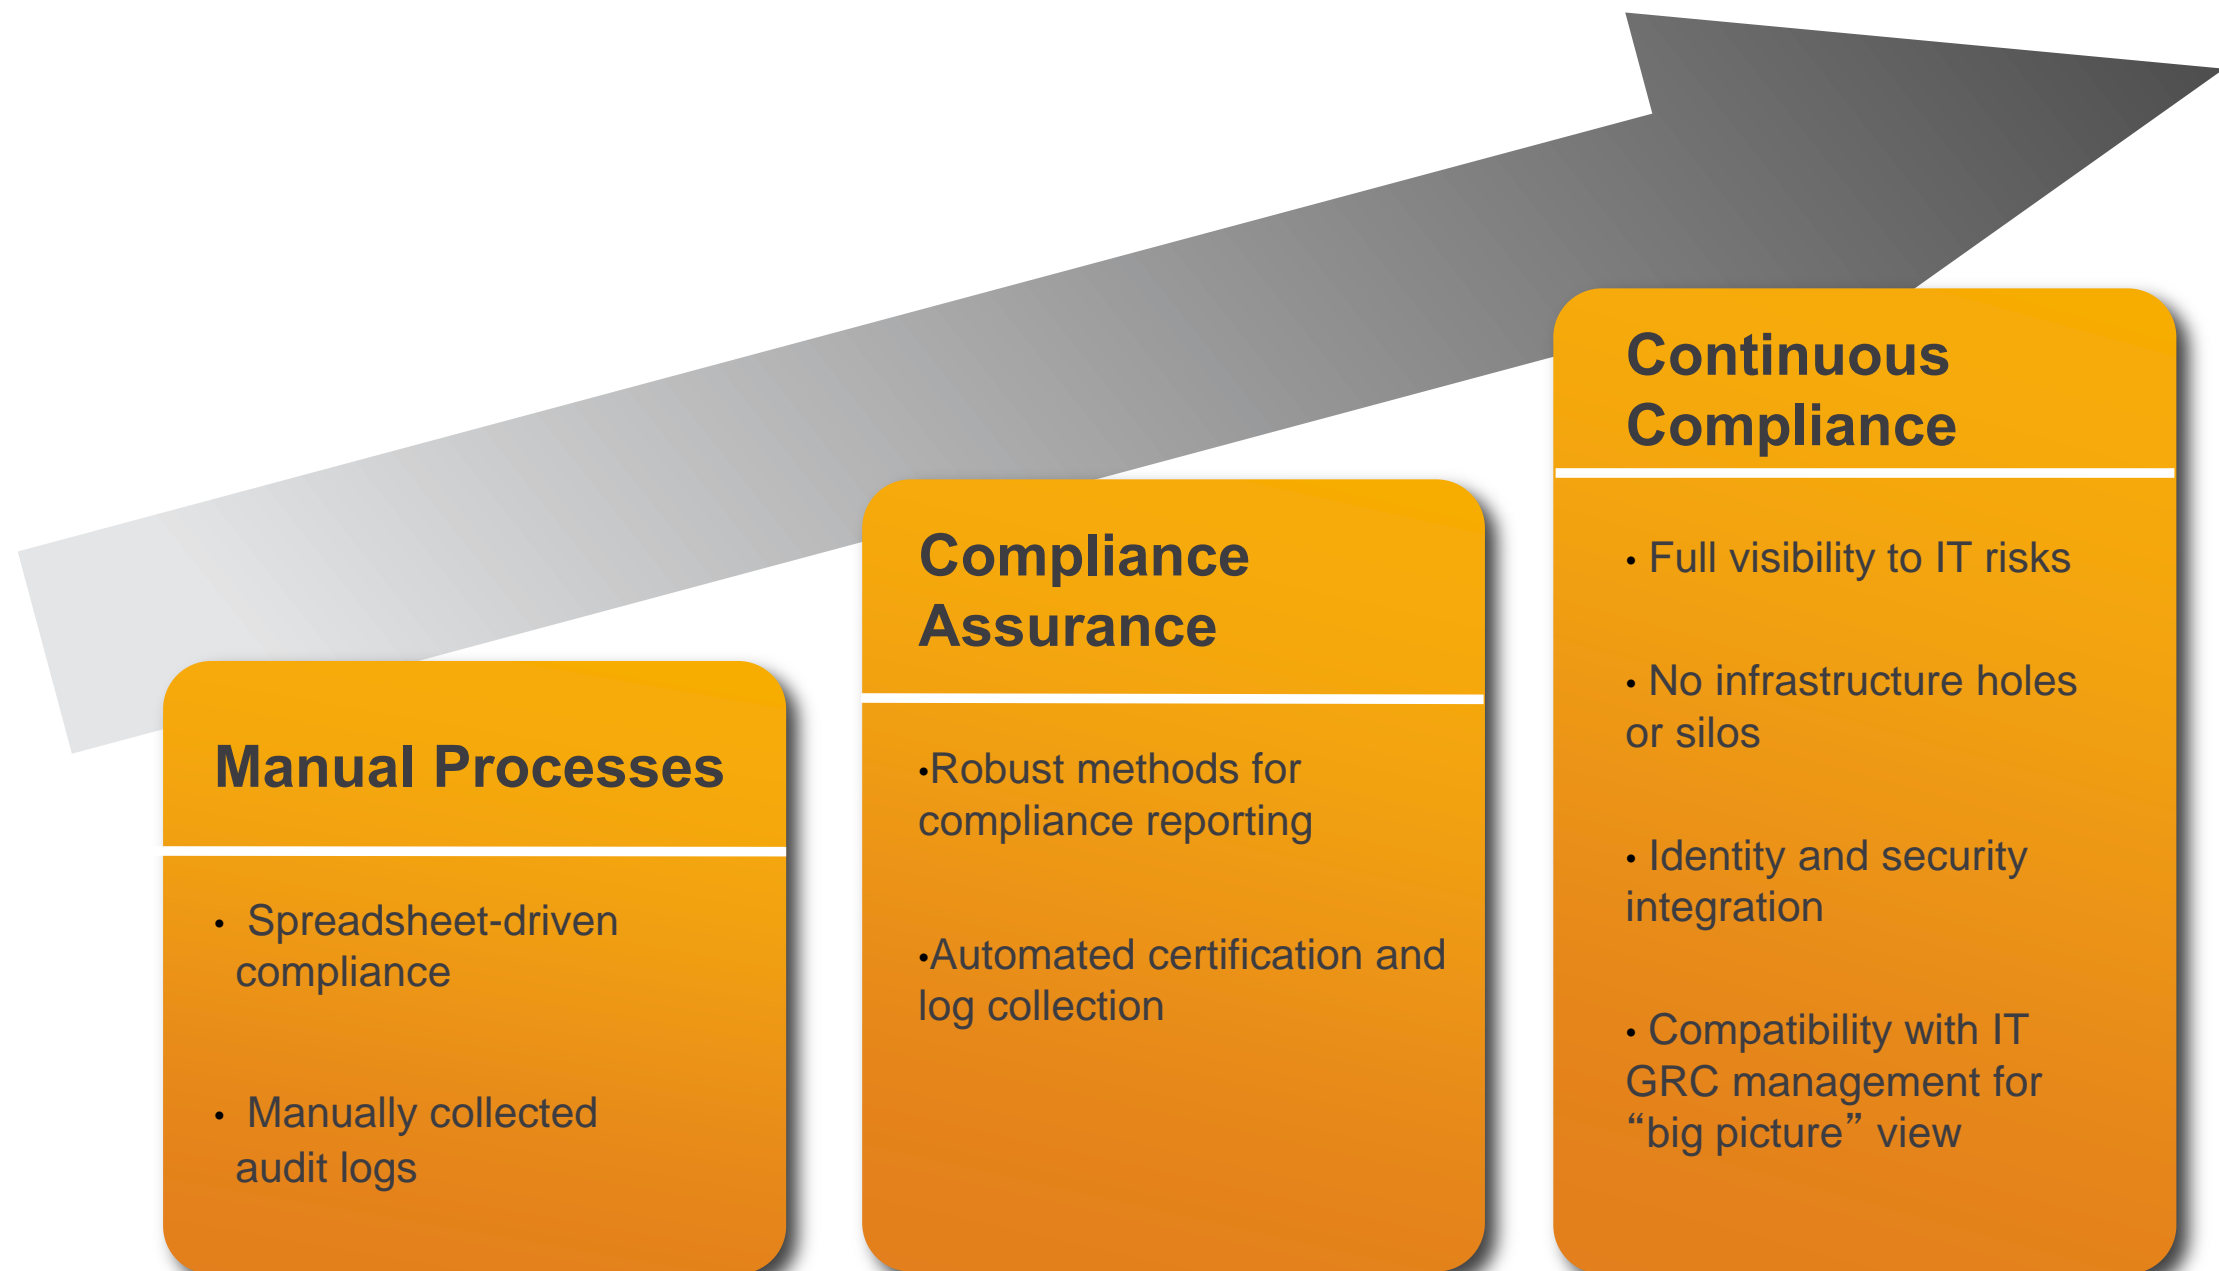 Manual Processes
• Spreadsheet-driven
compliance
• Manually collected
audit logs
Compliance
Assurance
•Robust methods for
compliance reporting
•Automated certification and
log collection
Continuous
Compliance
• Full visibility to IT risks
• No infrastructure holes
or silos
• Identity and security
integration
• Compatibility with IT
GRC management for
“big picture” view